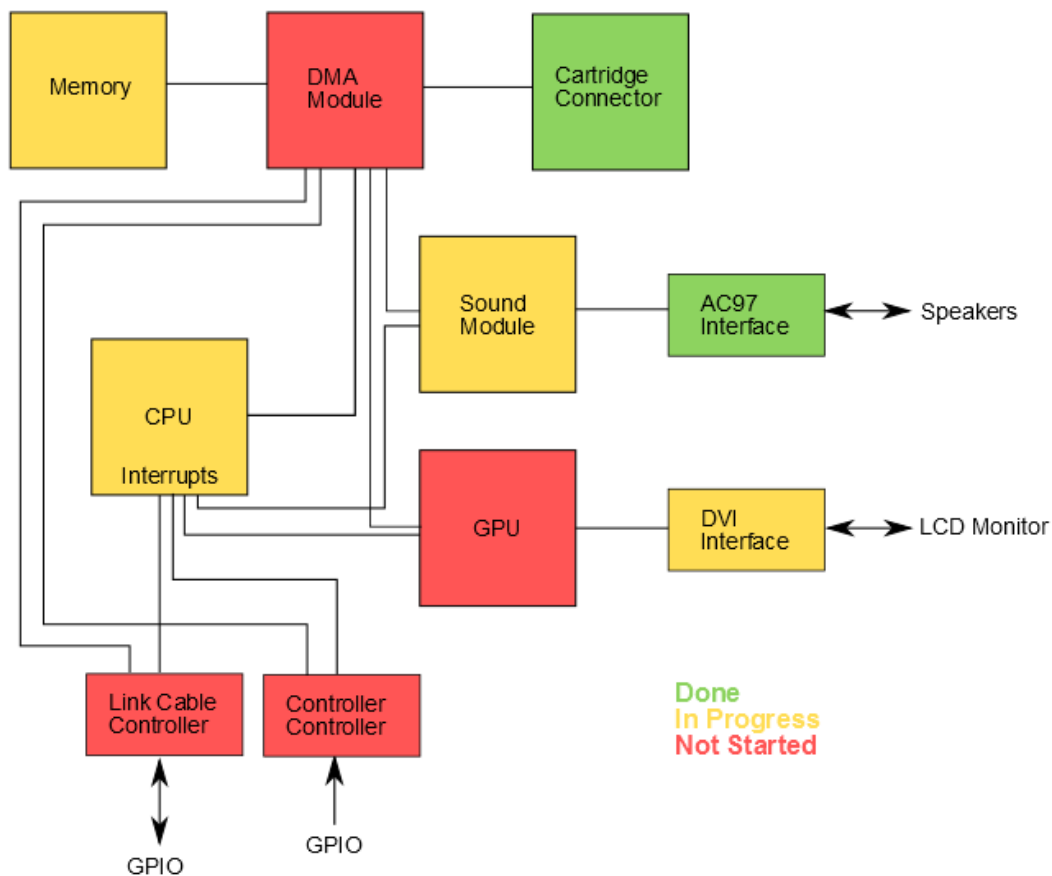 Memory
DMA
Module
Cartridge
Connector
Sound
Module
AC97
Interface
Speakers
CPU
Interrupts
GPU
DVI
Interface
LCD Monitor
Link Cable
Controller
Controller
Controller
Done
In Progress
Not Started
GPIO
GPIO